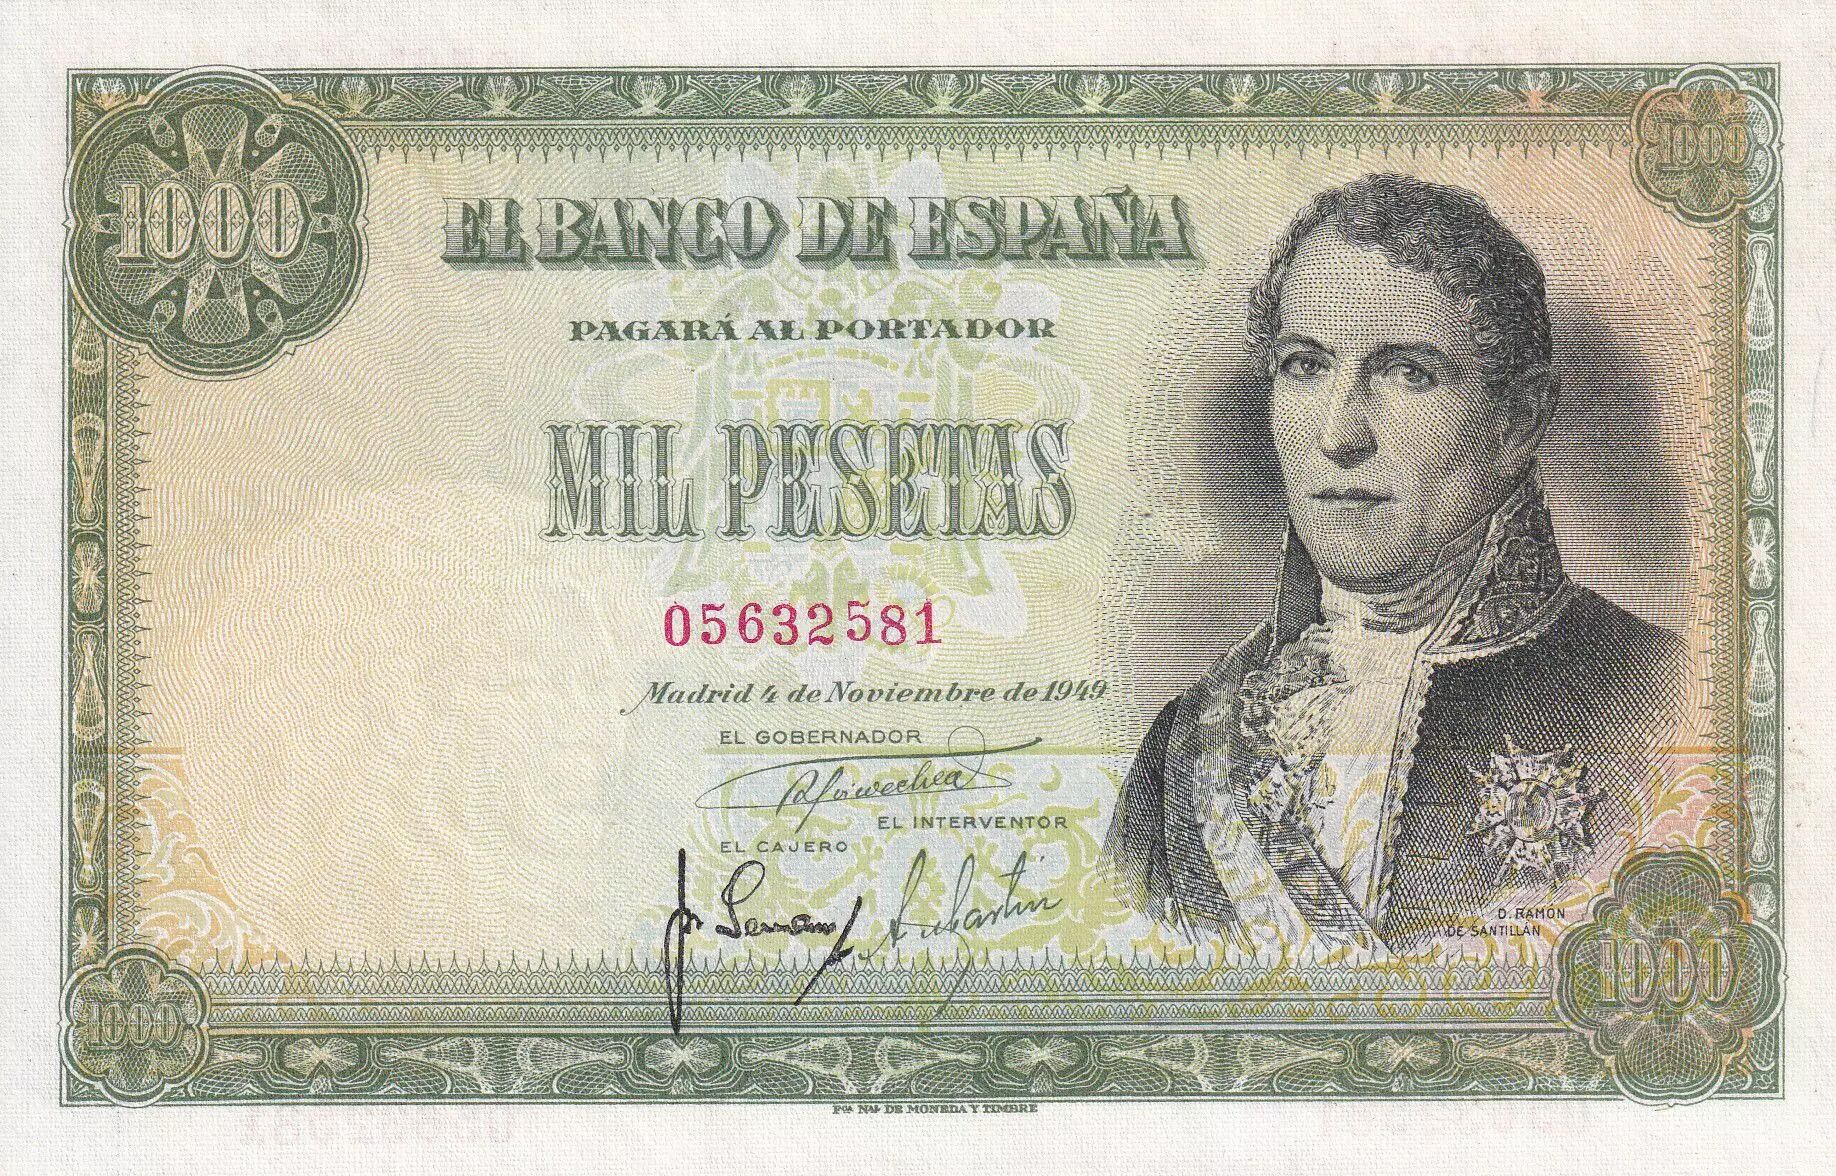 1000
1000
EL BANCO DE ESPAÑA
PAGARÁ AL PORTADOR
MIL PESETAS
05632581
Madrid 4 de Noviembre de 1949
EL GOBERNADOR
EL INTERVENTOR
EL CAJERO
D. RAMON
DE SANTILLÁN
1000
1000
Fca. Nal. DE MONEDA Y TIMBRE